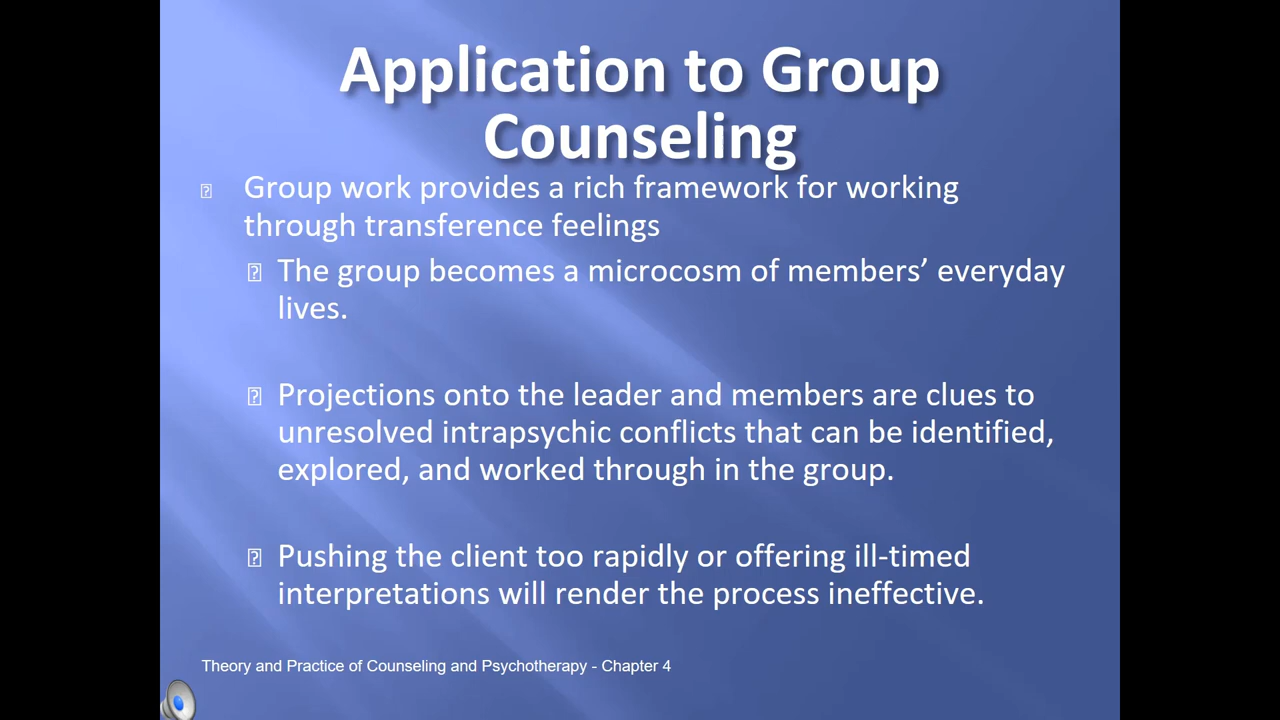 Application to Group
Counseling
Group work provides a rich framework for working
through transference feelings
The group becomes a microcosm of members’ everyday
lives.
Projections onto the leader and members are clues to
unresolved intrapsychic conflicts that can be identified,
explored, and worked through in the group.
Pushing the client too rapidly or offering ill-timed
interpretations will render the process ineffective.
Theory and Practice of Counseling and Psychotherapy - Chapter 4